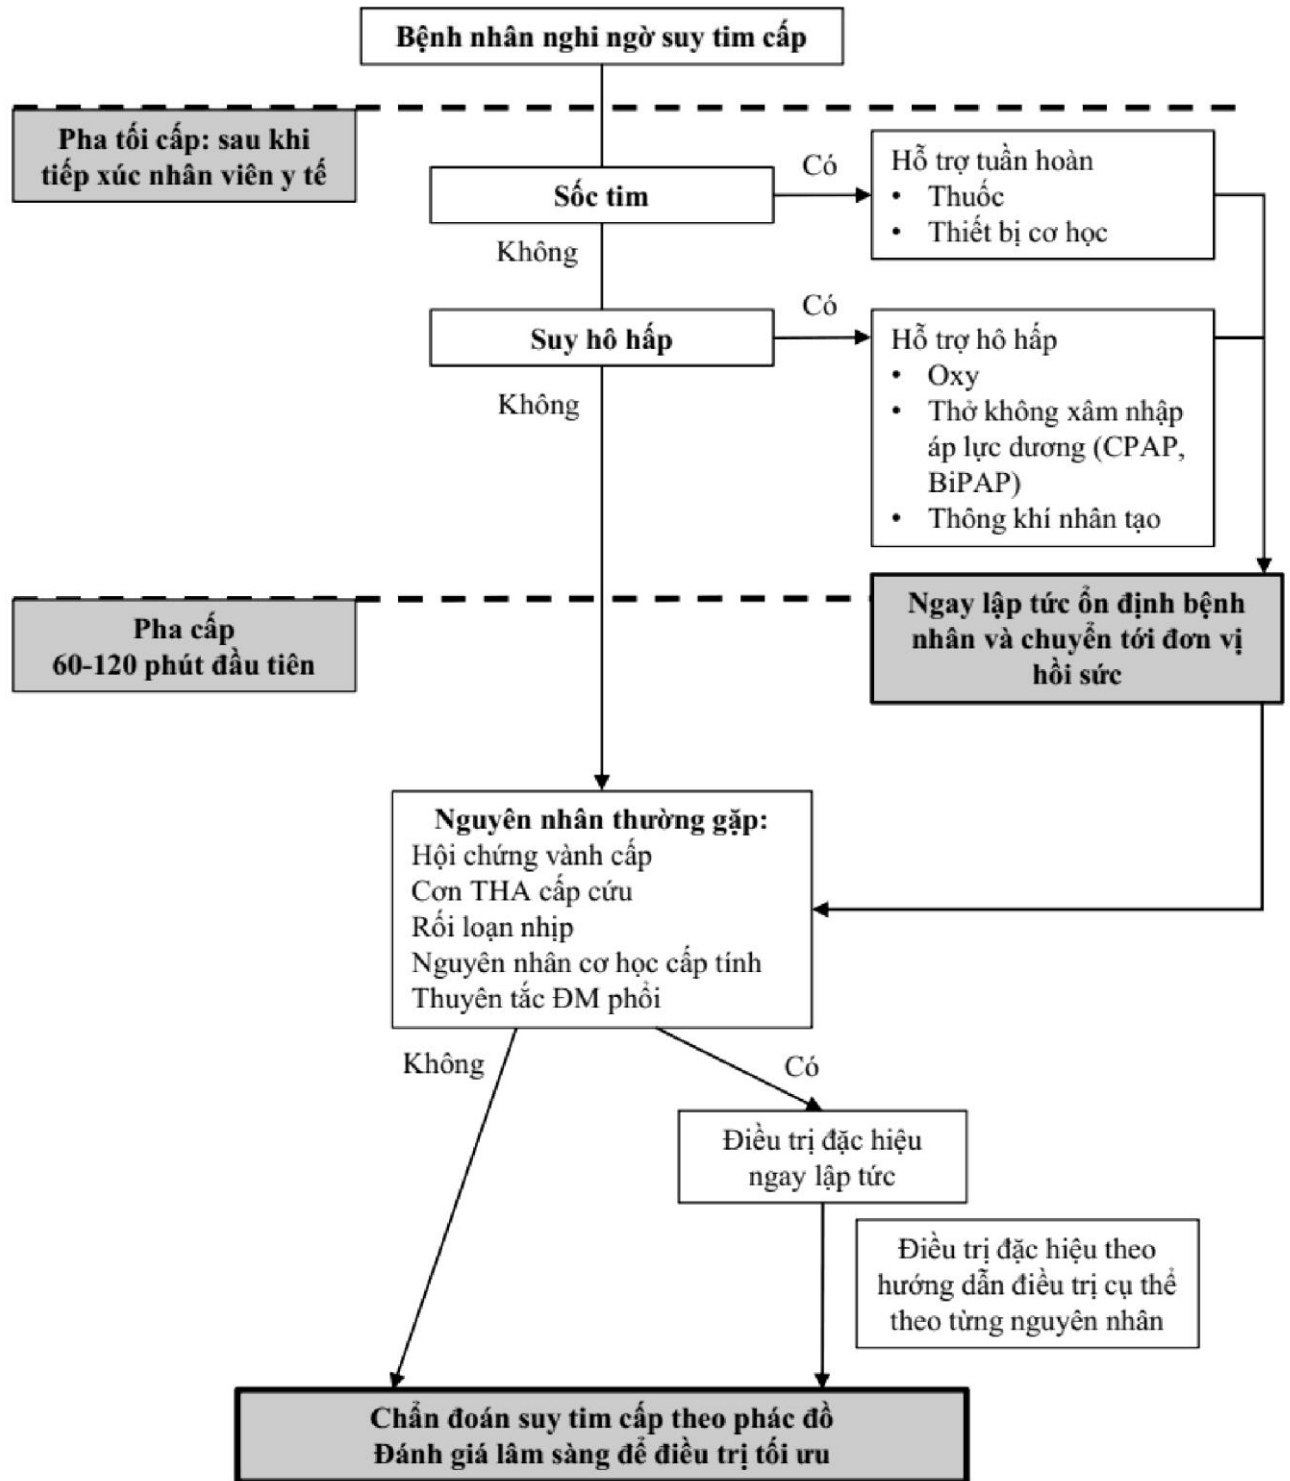 Bệnh nhân nghi ngờ suy tim cấp
Pha tối cấp: sau khi
tiếp xúc nhân viên y tế
Sốc tim
Có
Hỗ trợ tuần hoàn
• Thuốc
• Thiết bị cơ học
Không
Suy hô hấp
Có
Hỗ trợ hô hấp
• Oxy
• Thở không xâm nhập
áp lực dương (CPAP,
BiPAP)
• Thông khí nhân tạo
Không
Pha cấp
60-120 phút đầu tiên
Ngay lập tức ổn định bệnh
nhân và chuyển tới đơn vị
hồi sức
Nguyên nhân thường gặp:
Hội chứng vành cấp
Cơn THA cấp cứu
Rối loạn nhịp
Nguyên nhân cơ học cấp tính
Thuyên tắc ĐM phổi
Không
Có
Điều trị đặc hiệu
ngay lập tức
Điều trị đặc hiệu theo
hướng dẫn điều trị cụ thể
theo từng nguyên nhân
Chẩn đoán suy tim cấp theo phác đồ
Đánh giá lâm sàng để điều trị tối ưu